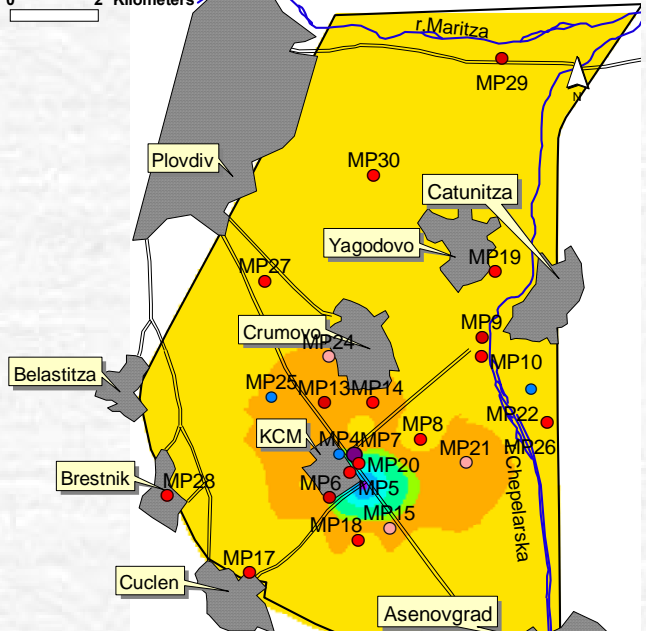 0 2 Kilometers
r.Maritza
MP29
N
Plovdiv
MP30
Catunitza
Yagodovo
MP19
MP27
Crumovo
MP24
MP9
MP10
Belastitza
MP25
MP13
MP14
MP22
KCM
MP4
MP7
MP8
MP26
MP20
MP21
Brestnik
MP28
MP6
MP5
Chepelarska
MP18
MP15
MP17
Cuclen
Asenovgrad